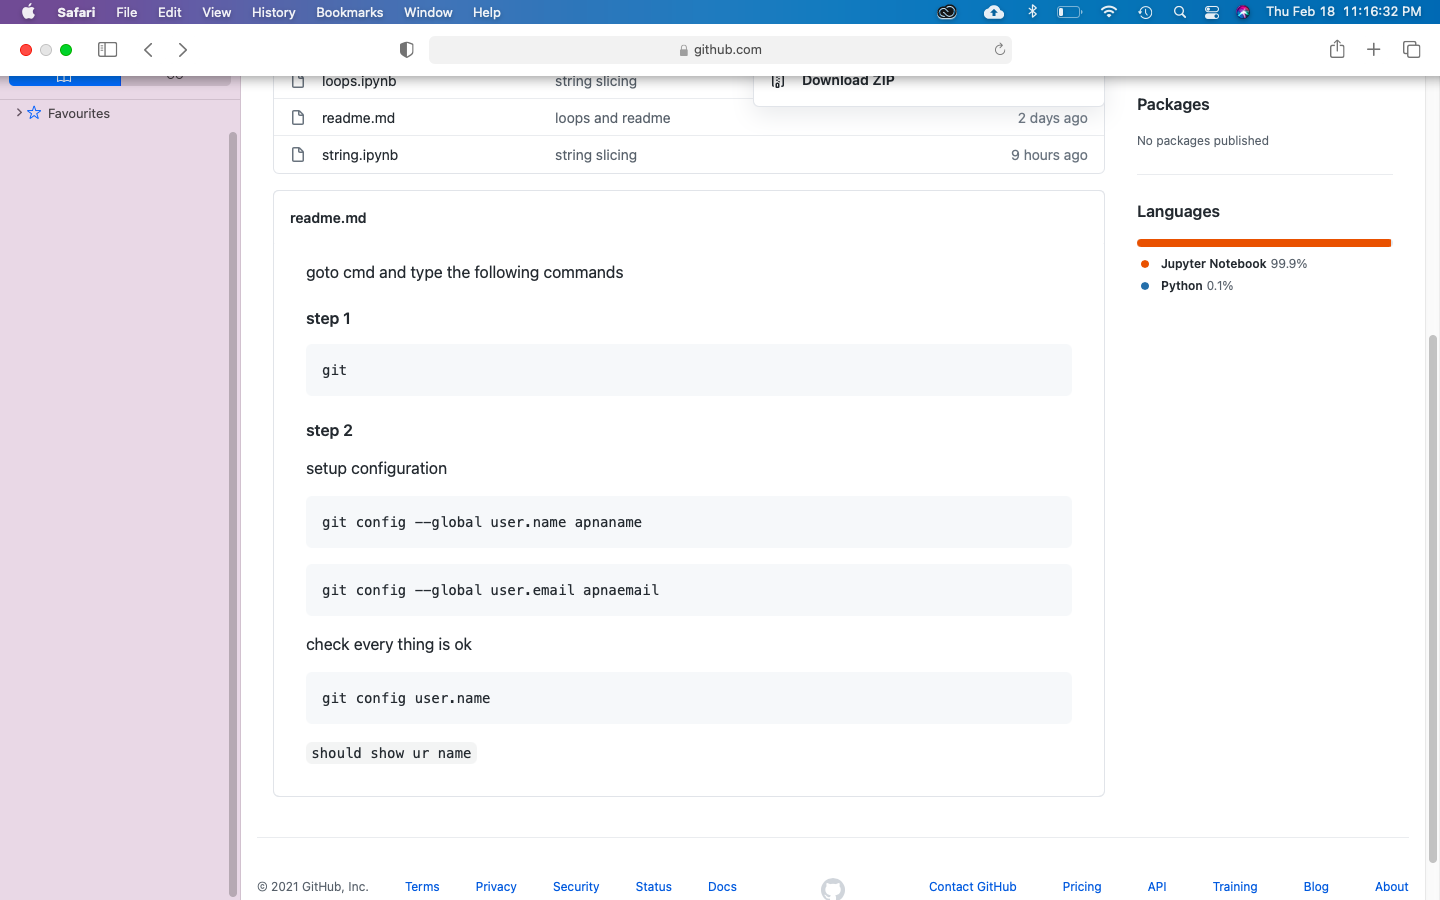 Safari File Edit View History Bookmarks Window Help Thu Feb 18 11:16:32 PM
github.com
loops.ipynb string slicing
Download ZIP
readme.md loops and readme 2 days ago
string.ipynb string slicing 9 hours ago
Favourites
Packages
No packages published
Languages
Jupyter Notebook 99.9%
Python 0.1%
readme.md
goto cmd and type the following commands
step 1
git
step 2
setup configuration
git config --global user.name apnaname
git config --global user.email apnaemail
check every thing is ok
git config user.name
should show ur name
© 2021 GitHub, Inc. Terms Privacy Security Status Docs Contact GitHub Pricing API Training Blog About